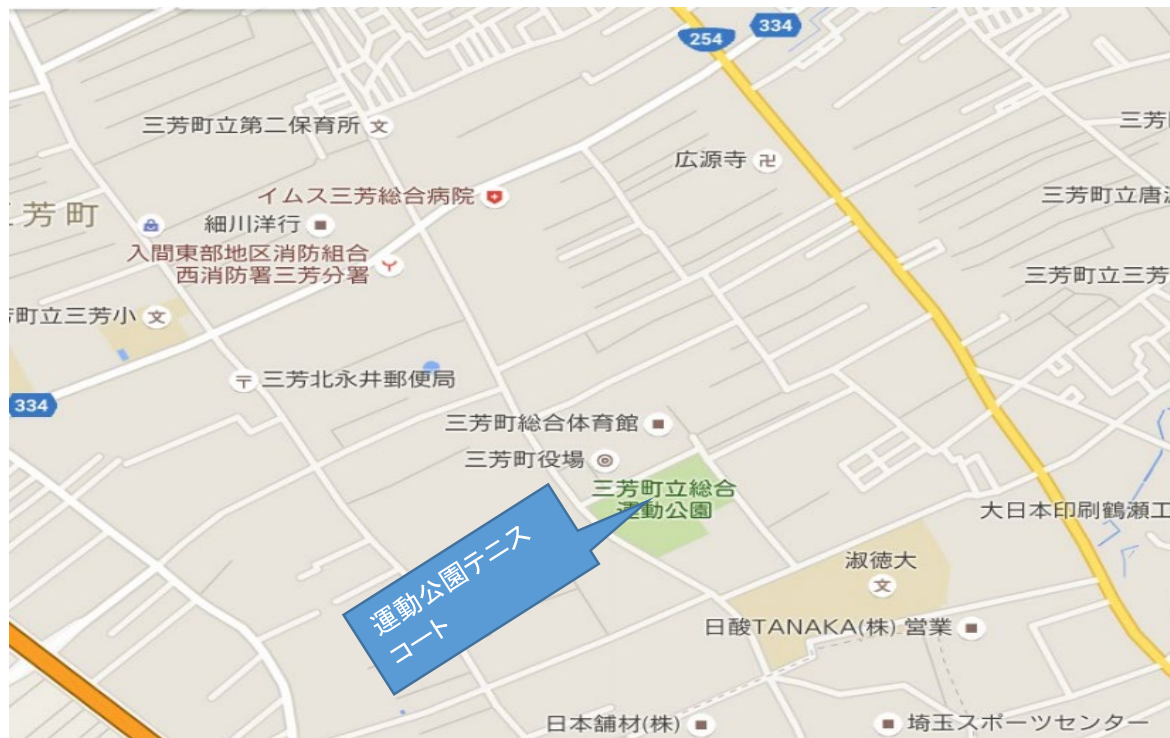 334
254
三芳町立第二保育所 文
三芳
広源寺 卍
イムス三芳総合病院
三芳町立唐
芳町
細川洋行
入間東部地区消防組合
西消防署三芳分署
三芳町立三芳
町立三芳小 文
〒 三芳北永井郵便局
334
三芳町総合体育館
三芳町役場
三芳町立総合
運動公園
大日本印刷鶴瀬工
運動公園テニス
コート
淑徳大
文
日酸TANAKA(株) 営業
日本舗材(株)
埼玉スポーツセンター